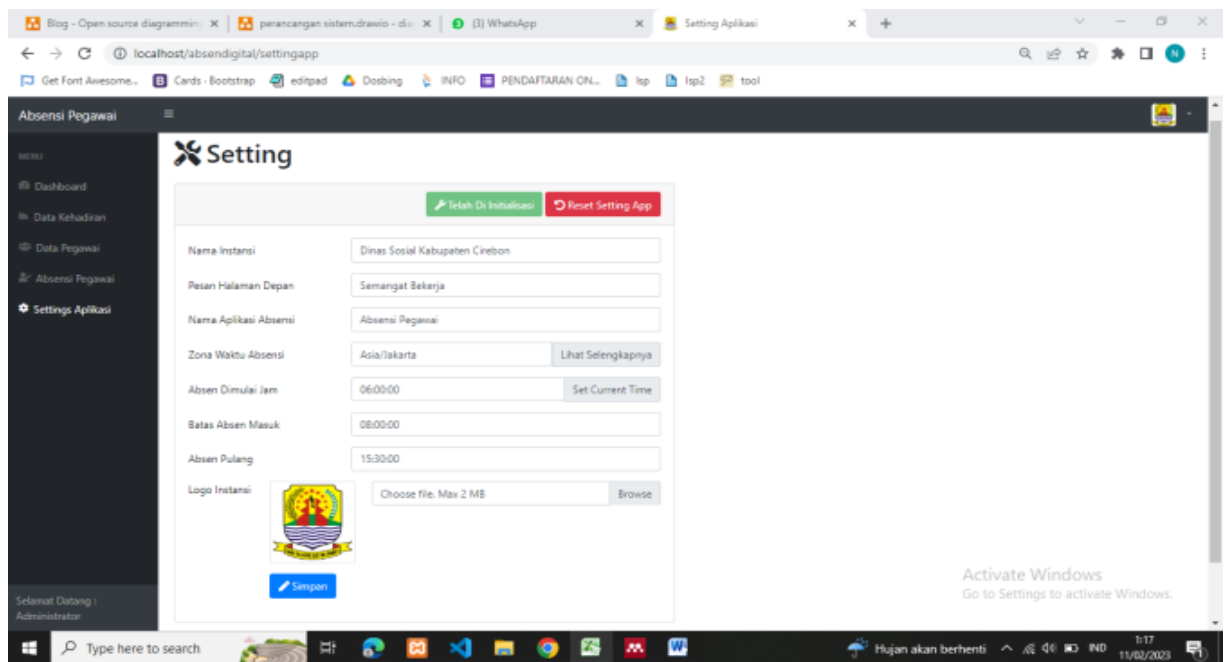 Blog - Open source diagramming
perancangan sistem.drawio - dia
(3) WhatsApp
Setting Aplikasi
localhost/absendigital/settingapp
N
Get Font Awesome...
Cards · Bootstrap
editpad
Dosbing
INFO
PENDAFTARAN ON...
lsp
lsp2
tool
Absensi Pegawai
MENU
Dashboard
Data Kehadiran
Data Pegawai
Absensi Pegawai
Settings Aplikasi
Selamat Datang :
Administrator
Setting
Telah Di Initialisasi
Reset Setting App
Nama Instansi
Dinas Sosial Kabupaten Cirebon
Pesan Halaman Depan
Semangat Bekerja
Nama Aplikasi Absensi
Absensi Pegawai
Zona Waktu Absensi
Asia/Jakarta
Lihat Selengkapnya
Absen Dimulai Jam
06:00:00
Set Current Time
Batas Absen Masuk
08:00:00
Absen Pulang
15:30:00
Logo Instansi
Choose file. Max 2 MB
Browse
Simpan
Activate Windows
Go to Settings to activate Windows.
Type here to search
Hujan akan berhenti
IND
1:17
11/02/2023